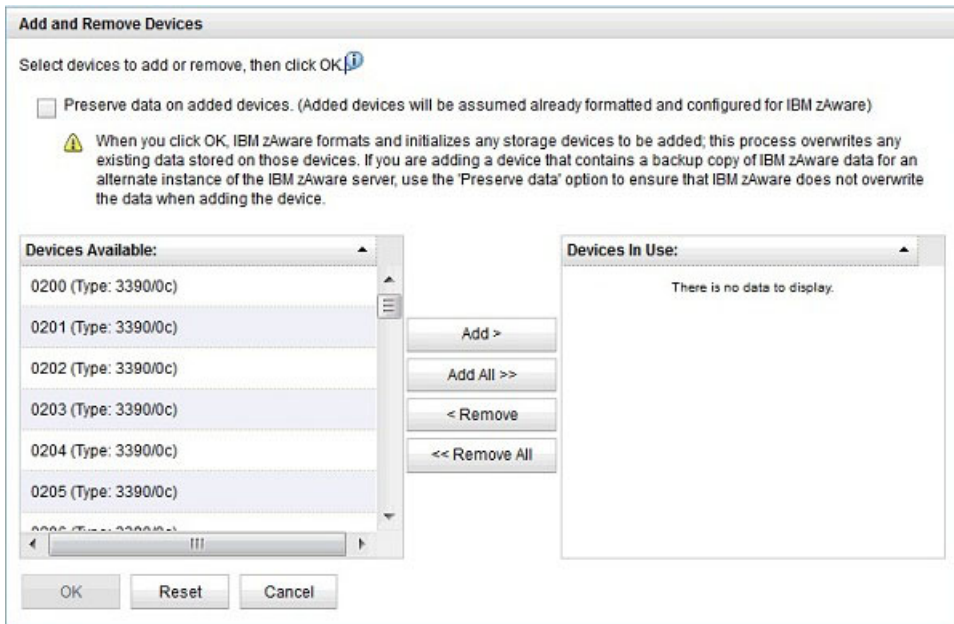 Add and Remove Devices
Select devices to add or remove, then click OK.
Preserve data on added devices. (Added devices will be assumed already formatted and configured for IBM zAware)
When you click OK, IBM zAware formats and initializes any storage devices to be added; this process overwrites any
existing data stored on those devices. If you are adding a device that contains a backup copy of IBM zAware data for an
alternate instance of the IBM zAware server, use the 'Preserve data' option to ensure that IBM zAware does not overwrite
the data when adding the device.
Devices Available:
0200 (Type: 3390/0c)
0201 (Type: 3390/0c)
0202 (Type: 3390/0c)
0203 (Type: 3390/0c)
0204 (Type: 3390/0c)
0205 (Type: 3390/0c)
0206 (Type: 3390/0c)
Add >
Add All >>
< Remove
<< Remove All
Devices In Use:
There is no data to display.
OK
Reset
Cancel